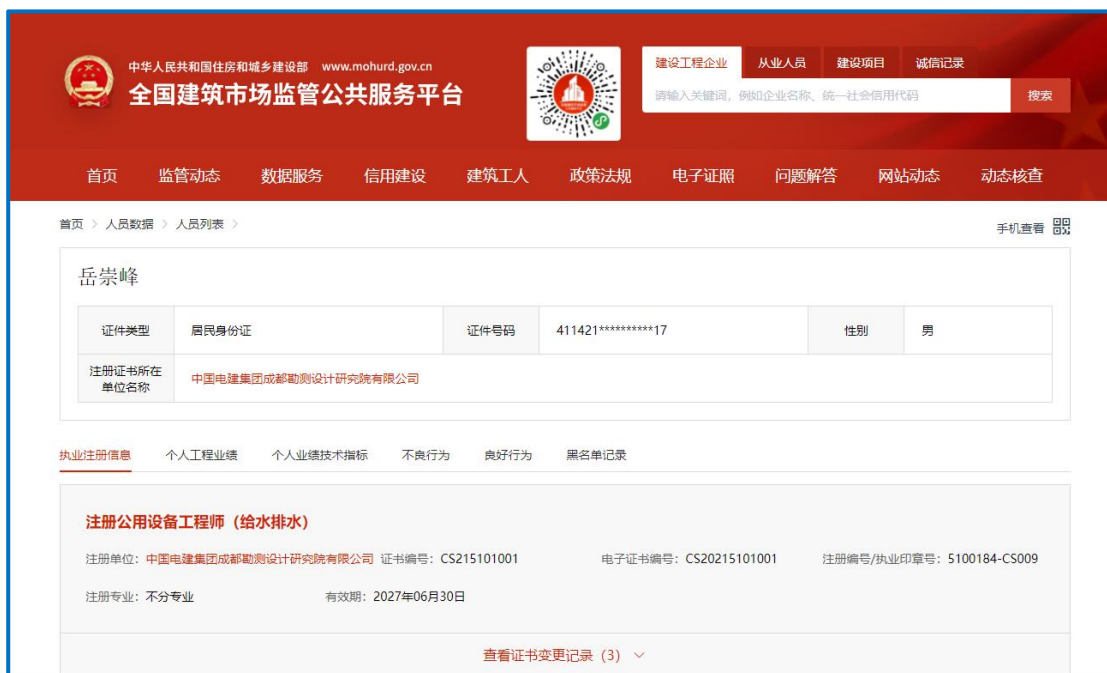 中华人民共和国住房和城乡建设部 www.mohurd.gov.cn
全国建筑市场监管公共服务平台
建设工程企业 从业人员 建设项目 诚信记录
请输入关键词，例如企业名称、统一社会信用代码 搜索
首页 监管动态 数据服务 信用建设 建筑工人 政策法规 电子证照 问题解答 网站动态 动态核查
首页 > 人员数据 > 人员列表 >
手机查看
岳崇峰
证件类型 居民身份证 证件号码 411421**********17 性别 男
注册证书所在
单位名称
中国电建集团成都勘测设计研究院有限公司
执业注册信息 个人工程业绩 个人业绩技术指标 不良行为 良好行为 黑名单记录
注册公用设备工程师（给水排水）
注册单位：中国电建集团成都勘测设计研究院有限公司 证书编号：CS215101001 电子证书编号：CS20215101001 注册编号/执业印章号：5100184-CS009
注册专业：不分专业 有效期：2027年06月30日
查看证书变更记录（3）